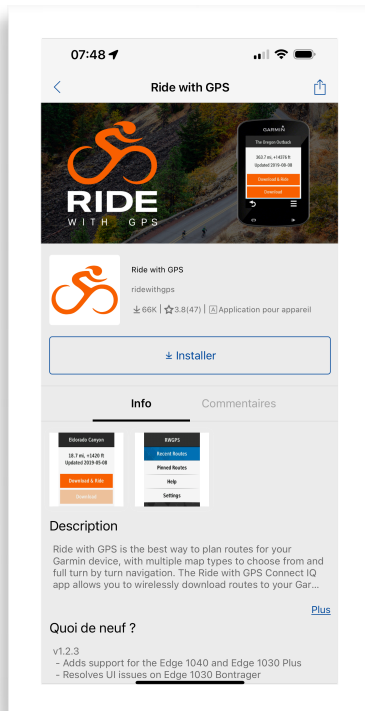 07:48
Ride with GPS
GARMIN
The Oregon Outback
363.7 mi, +14376 ft
Updated 2019-08-08
Download & Ride
Download
RIDE
WITH GPS
Ride with GPS
ridewithgps
66K | 3.8(47) | A Application pour appareil
Installer
Info Commentaires
Eldorado Canyon
18.7 mi, +1420 ft
Updated 2019-05-08
Download & Ride
Download
RWGPS
Recent Routes
Pinned Routes
Help
Settings
Description
Ride with GPS is the best way to plan routes for your
Garmin device, with multiple map types to choose from and
full turn by turn navigation. The Ride with GPS Connect IQ
app allows you to wirelessly download routes to your Gar...
Plus
Quoi de neuf ?
v1.2.3
- Adds support for the Edge 1040 and Edge 1030 Plus
- Resolves UI issues on Edge 1030 Bontrager